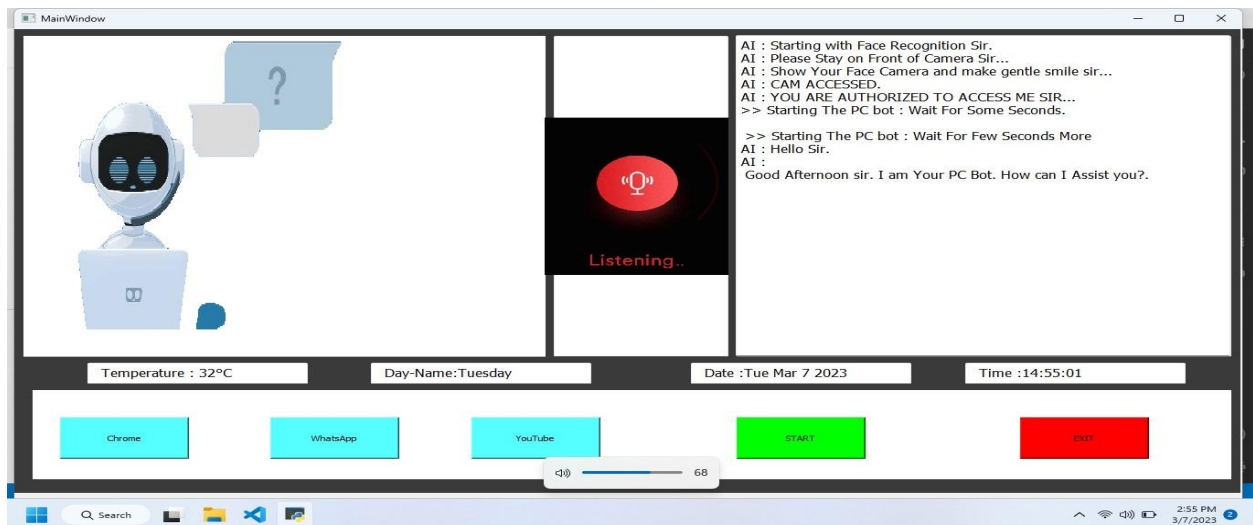 MainWindow
?
AI : Starting with Face Recognition Sir.
AI : Please Stay on Front of Camera Sir...
AI : Show Your Face Camera and make gentle smile sir...
AI : CAM ACCESSED.
AI : YOU ARE AUTHORIZED TO ACCESS ME SIR...
>> Starting The PC bot : Wait For Some Seconds.
>> Starting The PC bot : Wait For Few Seconds More
AI : Hello Sir.
AI :
Good Afternoon sir. I am Your PC Bot. How can I Assist you?.
Listening..
Temperature : 32°C
Day-Name:Tuesday
Date :Tue Mar 7 2023
Time :14:55:01
Chrome
WhatsApp
YouTube
START
EXIT
68
Search
2:55 PM
3/7/2023
2